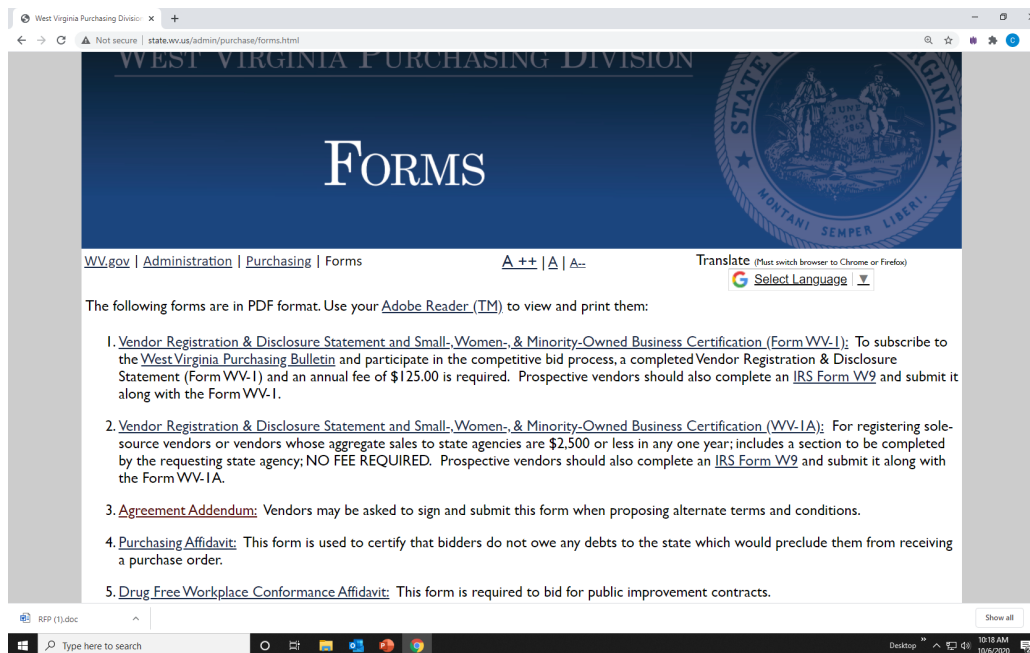 West Virginia Purchasing Division
Not secure | state.wv.us/admin/purchase/forms.html
C
WEST VIRGINIA PURCHASING DIVISION
STATE
VIRGINIA
JUNE
20
1863
MONTANI SEMPER LIBERI.
FORMS
WV.gov | Administration | Purchasing | Forms
A ++ | A | A--
Translate (Must switch browser to Chrome or Firefox)
G Select Language ▼
The following forms are in PDF format. Use your Adobe Reader (TM) to view and print them:
1. Vendor Registration & Disclosure Statement and Small-, Women-, & Minority-Owned Business Certification (Form WV-1): To subscribe to
the West Virginia Purchasing Bulletin and participate in the competitive bid process, a completed Vendor Registration & Disclosure
Statement (Form WV-1) and an annual fee of $125.00 is required. Prospective vendors should also complete an IRS Form W9 and submit it
along with the Form WV-1.
2. Vendor Registration & Disclosure Statement and Small-, Women-, & Minority-Owned Business Certification (WV-1A): For registering sole-
source vendors or vendors whose aggregate sales to state agencies are $2,500 or less in any one year; includes a section to be completed
by the requesting state agency; NO FEE REQUIRED. Prospective vendors should also complete an IRS Form W9 and submit it along with
the Form WV-1A.
3. Agreement Addendum: Vendors may be asked to sign and submit this form when proposing alternate terms and conditions.
4. Purchasing Affidavit: This form is used to certify that bidders do not owe any debts to the state which would preclude them from receiving
a purchase order.
5. Drug Free Workplace Conformance Affidavit: This form is required to bid for public improvement contracts.
RFP (1).doc
Show all
Type here to search
Desktop
10:18 AM
10/6/2020